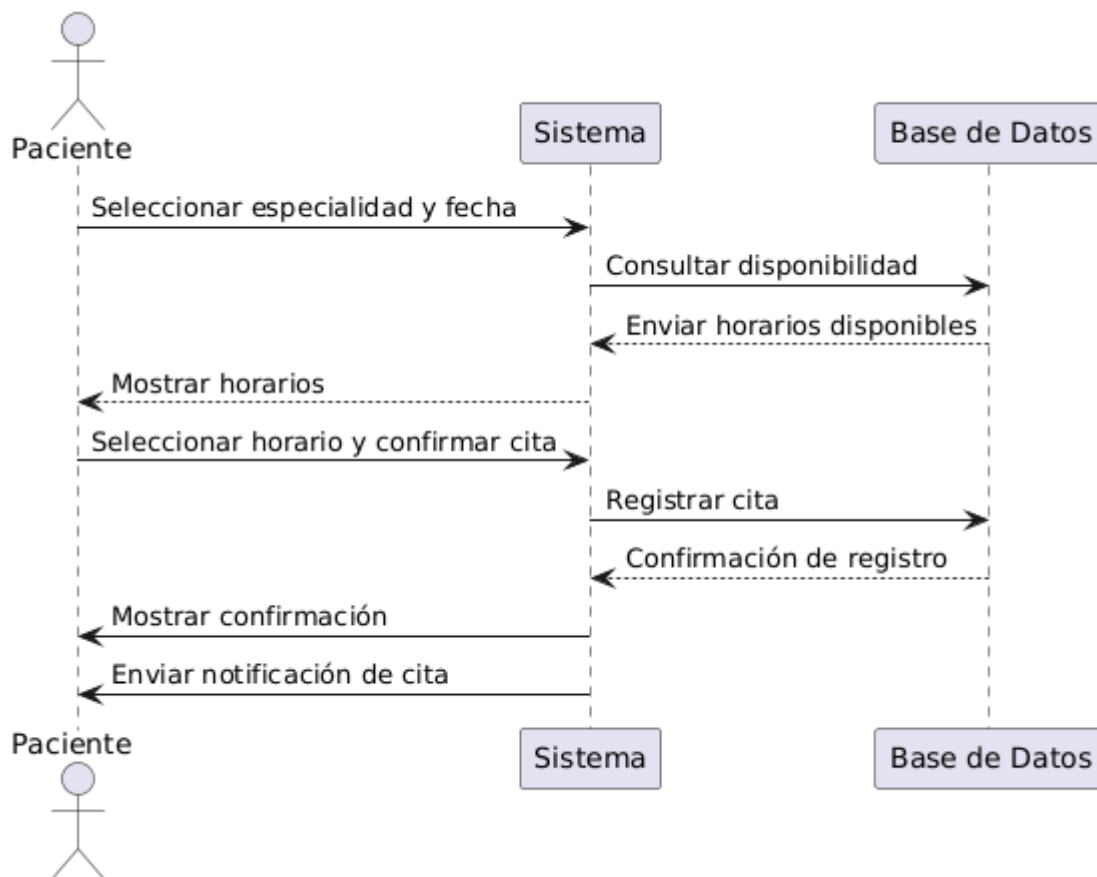 Paciente
Sistema
Base de Datos
Seleccionar especialidad y fecha
Consultar disponibilidad
Enviar horarios disponibles
Mostrar horarios
Seleccionar horario y confirmar cita
Registrar cita
Confirmación de registro
Mostrar confirmación
Enviar notificación de cita
Paciente
Sistema
Base de Datos